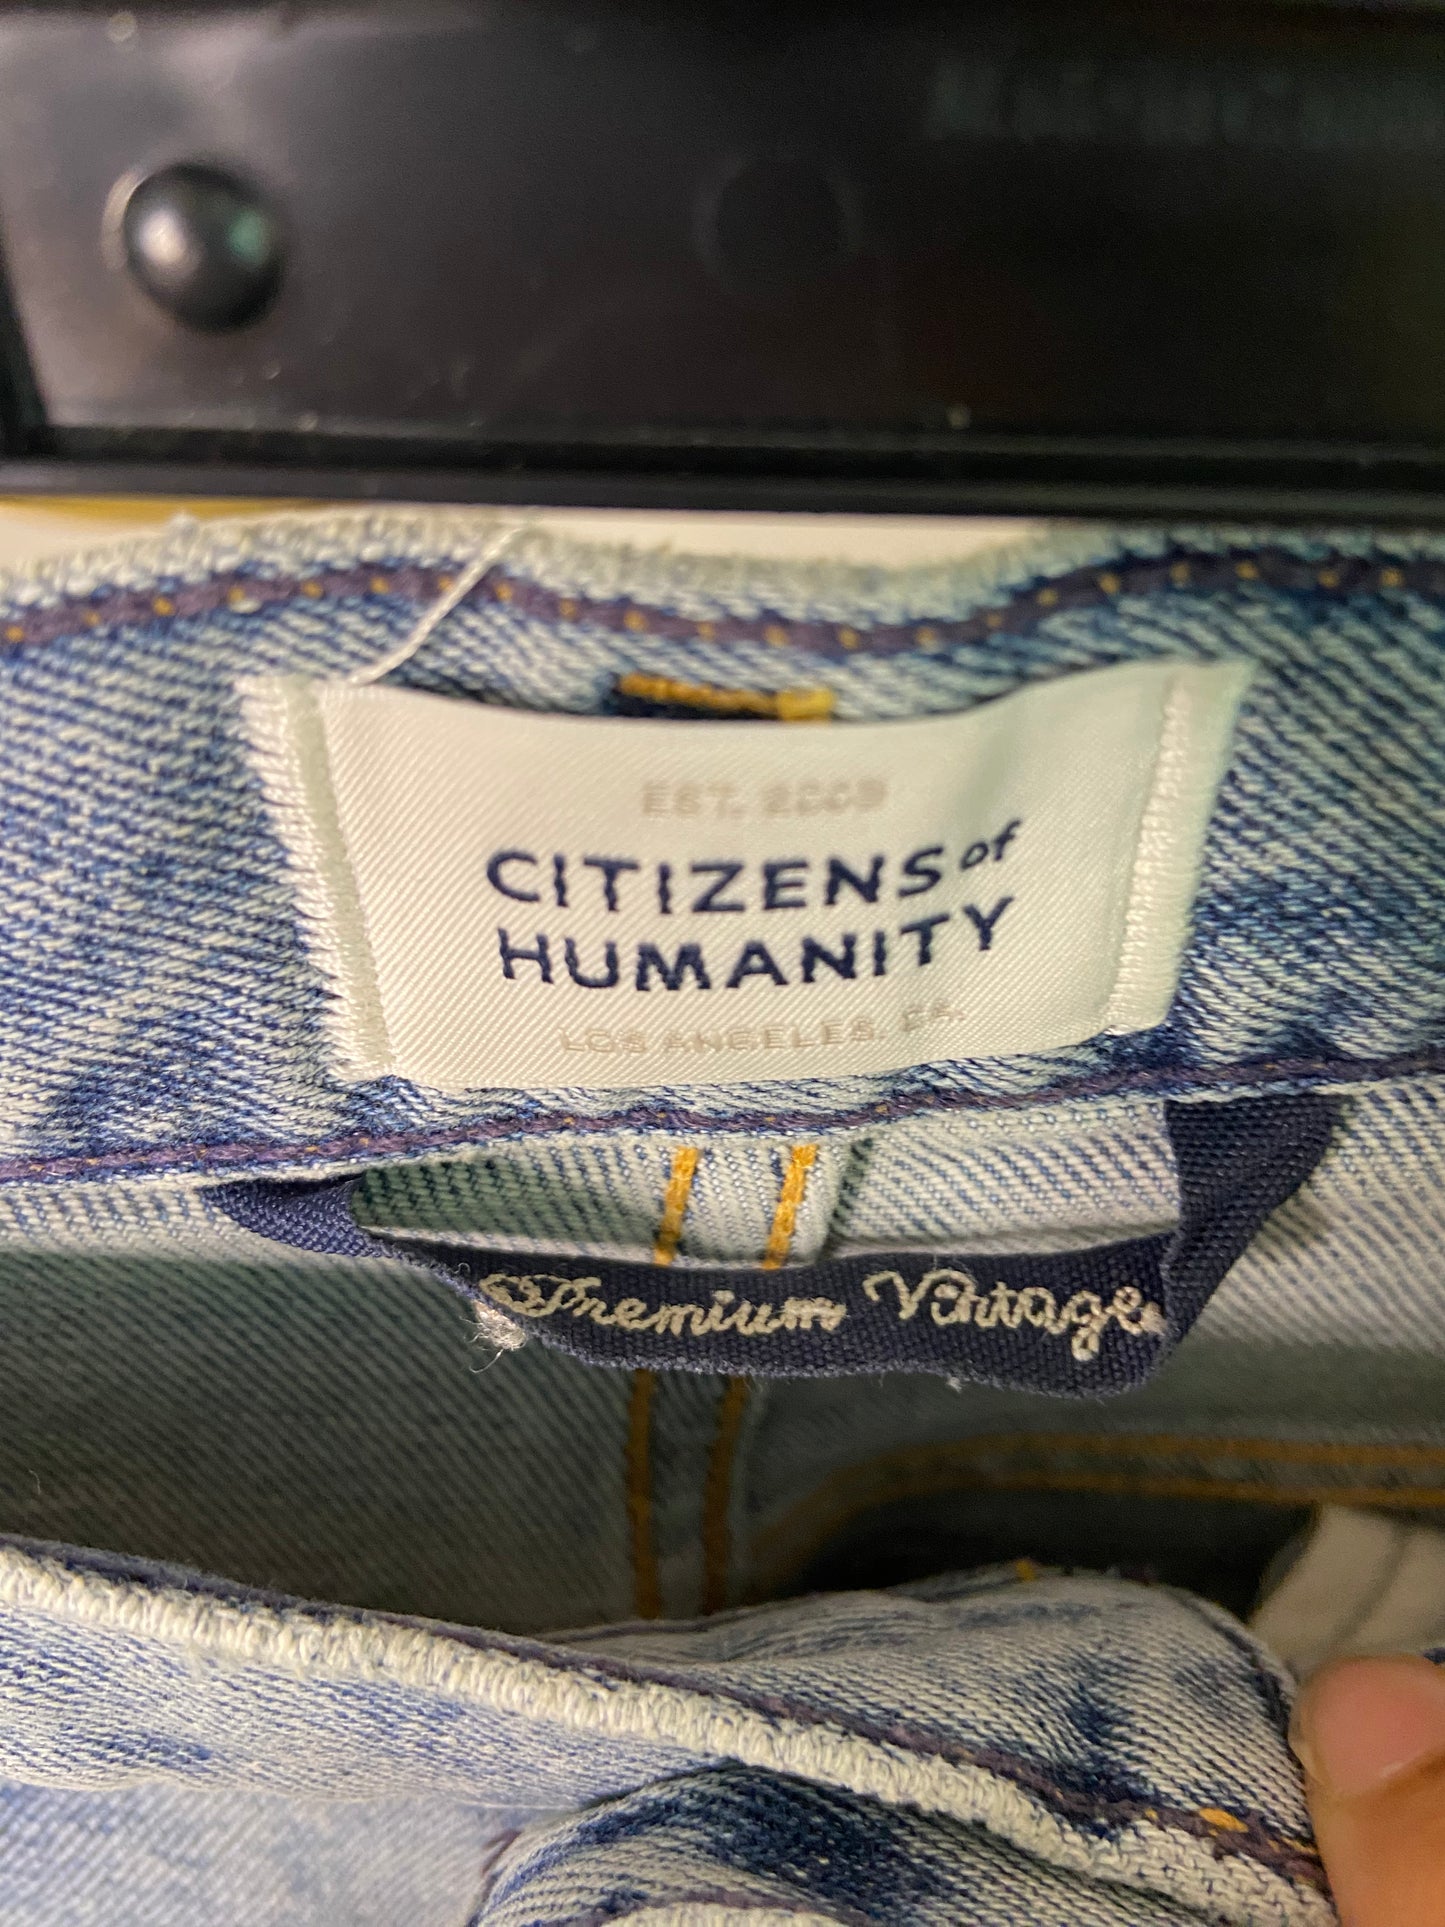 EST. 2003
CITIZENS of
HUMANITY
LOS ANGELES, CA.
Premium Vintage